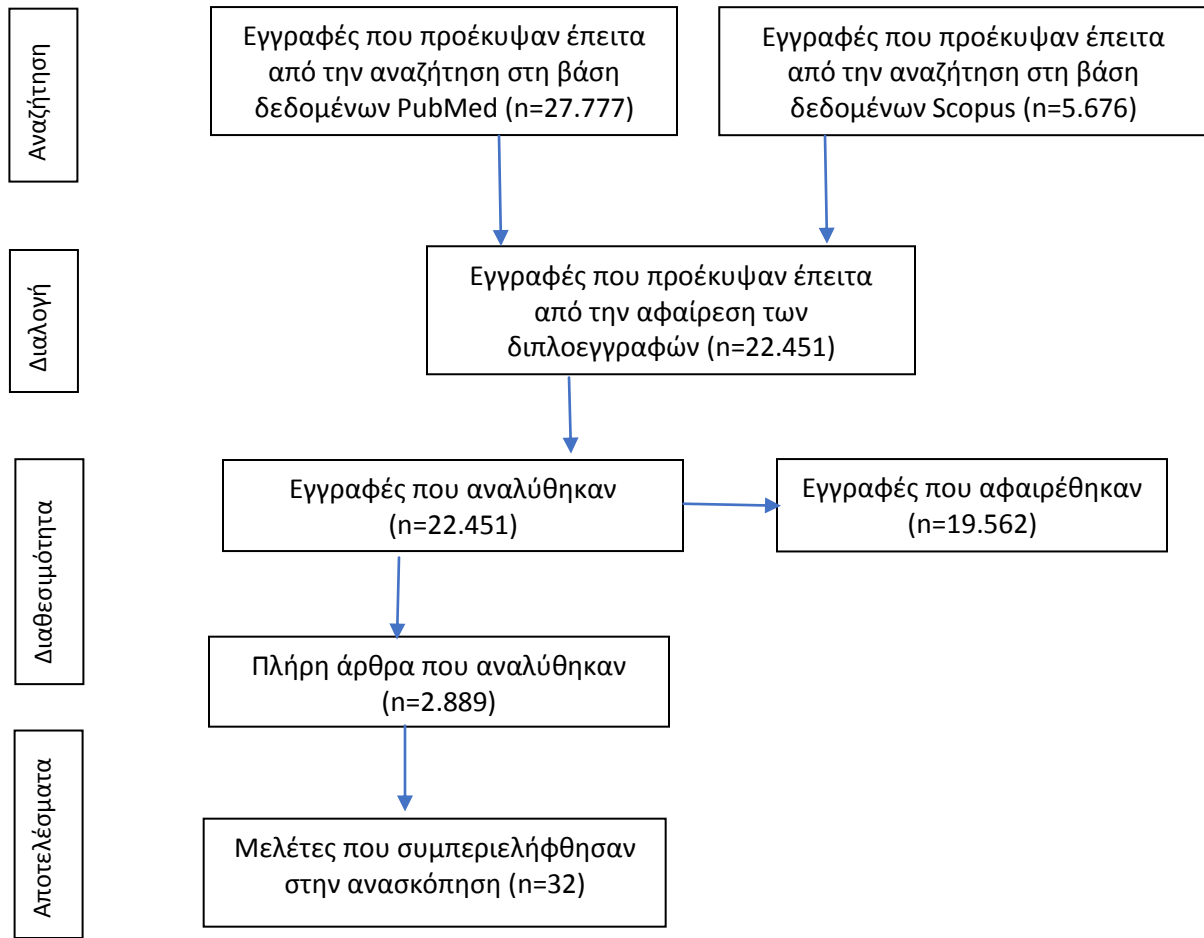 Αναζήτηση
Εγγραφές που προέκυψαν έπειτα
από την αναζήτηση στη βάση
δεδομένων PubMed (n=27.777)
Εγγραφές που προέκυψαν έπειτα
από την αναζήτηση στη βάση
δεδομένων Scopus (n=5.676)
Διαλογή
Εγγραφές που προέκυψαν έπειτα
από την αφαίρεση των
διπλοεγγραφών (n=22.451)
Διαθεσιμότητα
Εγγραφές που αναλύθηκαν
(n=22.451)
Εγγραφές που αφαιρέθηκαν
(n=19.562)
Πλήρη άρθρα που αναλύθηκαν
(n=2.889)
Αποτελέσματα
Μελέτες που συμπεριελήφθησαν
στην ανασκόπηση (n=32)